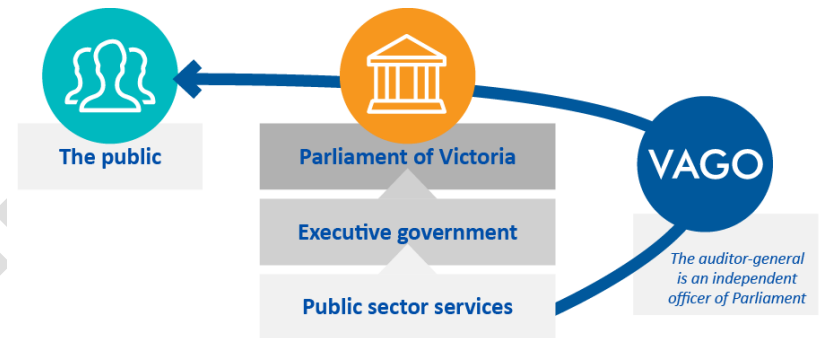 The public
Parliament of Victoria
VAGO
Executive government
The auditor-general
is an independent
officer of Parliament
Public sector services